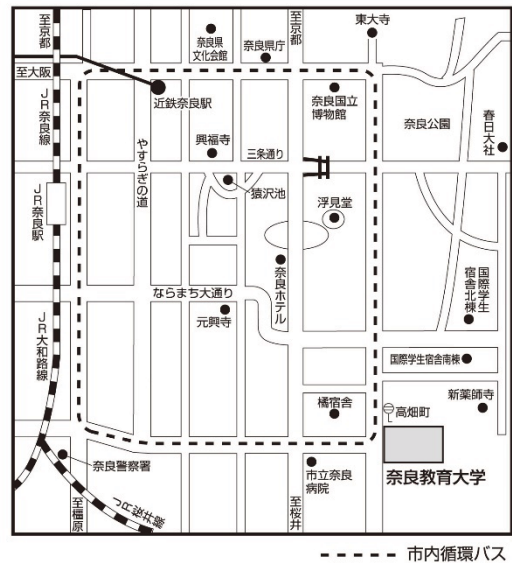 至京都
奈良県
文化会館
奈良県庁
至京都
東大寺
至大阪
近鉄奈良駅
奈良国立
博物館
奈良公園
春日大社
JR奈良線
やすらぎの道
興福寺
三条通り
猿沢池
浮見堂
JR奈良駅
奈良ホテル
国際学生
宿舎北棟
ならまち大通り
元興寺
JR大和路線
国際学生宿舎南棟
橘宿舎
高畑町
新薬師寺
奈良警察署
市立奈良
病院
奈良教育大学
JR桜井線
至橿原
至桜井
市内循環バス